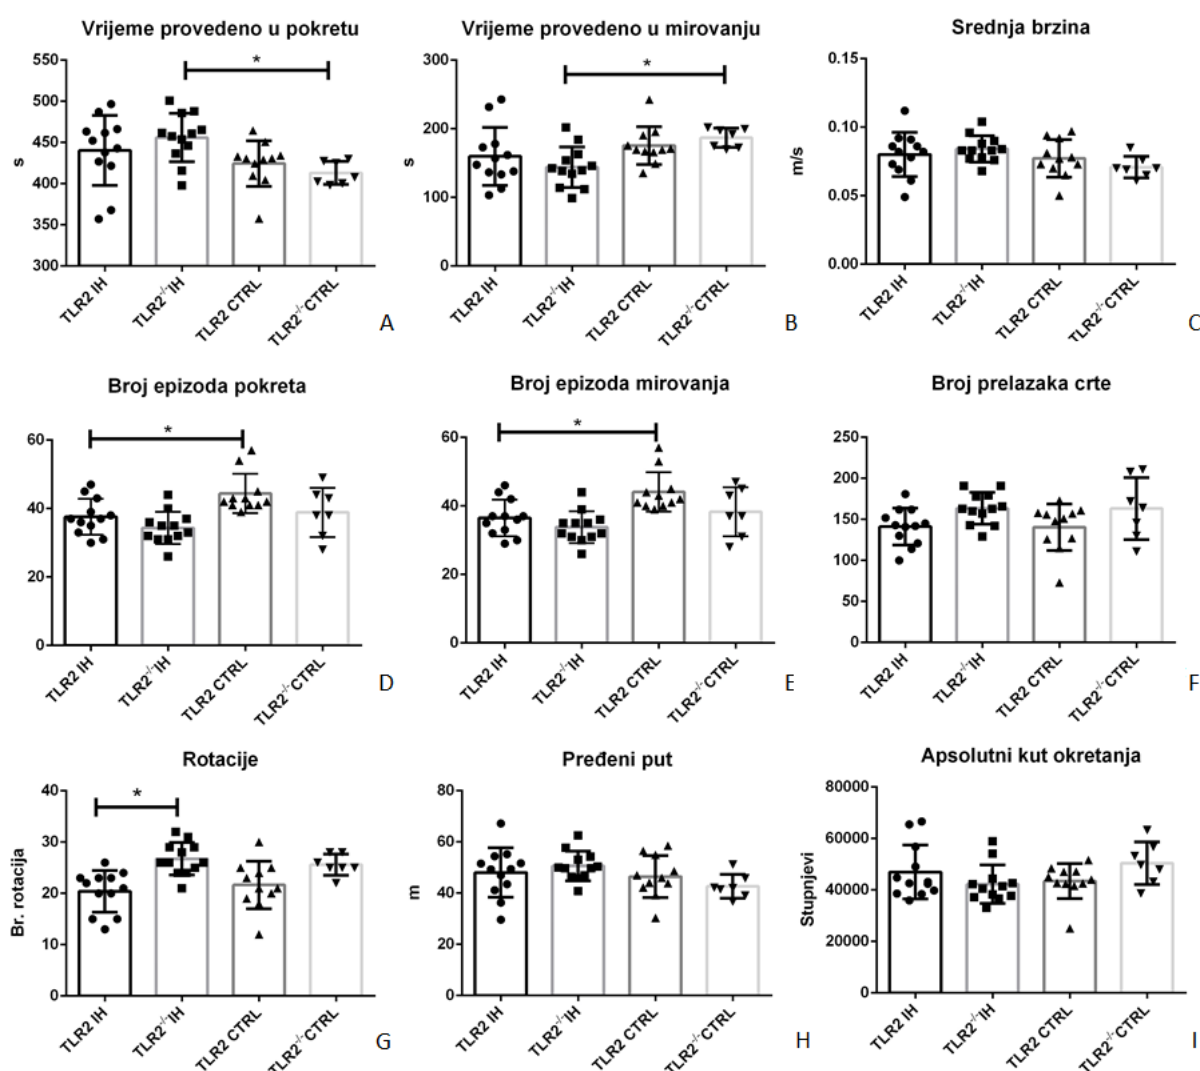 Vrijeme provedeno u pokretu
550
500
450
400
350
300
s
*
TLR2 IH
TLR2-/-IH
TLR2 CTRL
TLR2-/-CTRL
A
Vrijeme provedeno u mirovanju
300
200
100
0
s
*
TLR2 IH
TLR2-/-IH
TLR2 CTRL
TLR2-/-CTRL
B
Srednja brzina
0.15
0.10
0.05
0.00
m/s
TLR2 IH
TLR2-/-IH
TLR2 CTRL
TLR2-/-CTRL
C
Broj epizoda pokreta
60
40
20
0
*
TLR2 IH
TLR2-/-IH
TLR2 CTRL
TLR2-/-CTRL
D
Broj epizoda mirovanja
60
40
20
0
*
TLR2 IH
TLR2-/-IH
TLR2 CTRL
TLR2-/-CTRL
E
Broj prelazaka crte
250
200
150
100
50
0
TLR2 IH
TLR2-/-IH
TLR2 CTRL
TLR2-/-CTRL
F
Rotacije
40
30
20
10
0
Br. rotacija
*
TLR2 IH
TLR2-/-IH
TLR2 CTRL
TLR2-/-CTRL
G
Pređeni put
80
60
40
20
0
m
TLR2 IH
TLR2-/-IH
TLR2 CTRL
TLR2-/-CTRL
H
Apsolutni kut okretanja
80000
60000
40000
20000
0
Stupnjevi
TLR2 IH
TLR2-/-IH
TLR2 CTRL
TLR2-/-CTRL
I